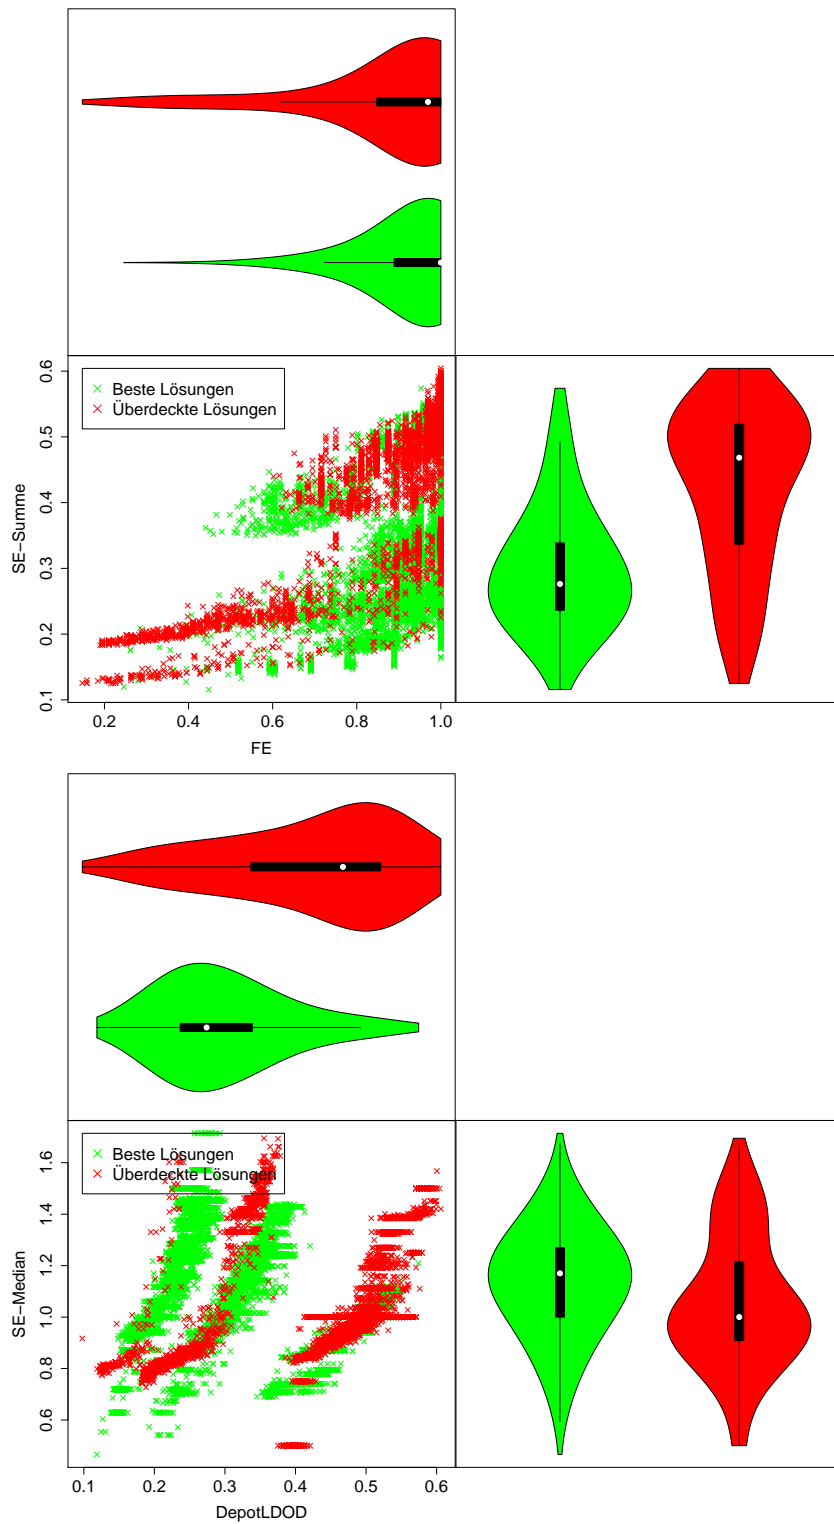 0.6
0.5
0.4
0.3
0.2
0.1
SE−Summe
× Beste Lösungen
× Überdeckte Lösungen
0.2 0.4 0.6 0.8 1.0
FE
1.6
1.4
1.2
1.0
0.8
0.6
SE−Median
× Beste Lösungen
× Überdeckte Lösungen
0.1 0.2 0.3 0.4 0.5 0.6
DepotLDOD